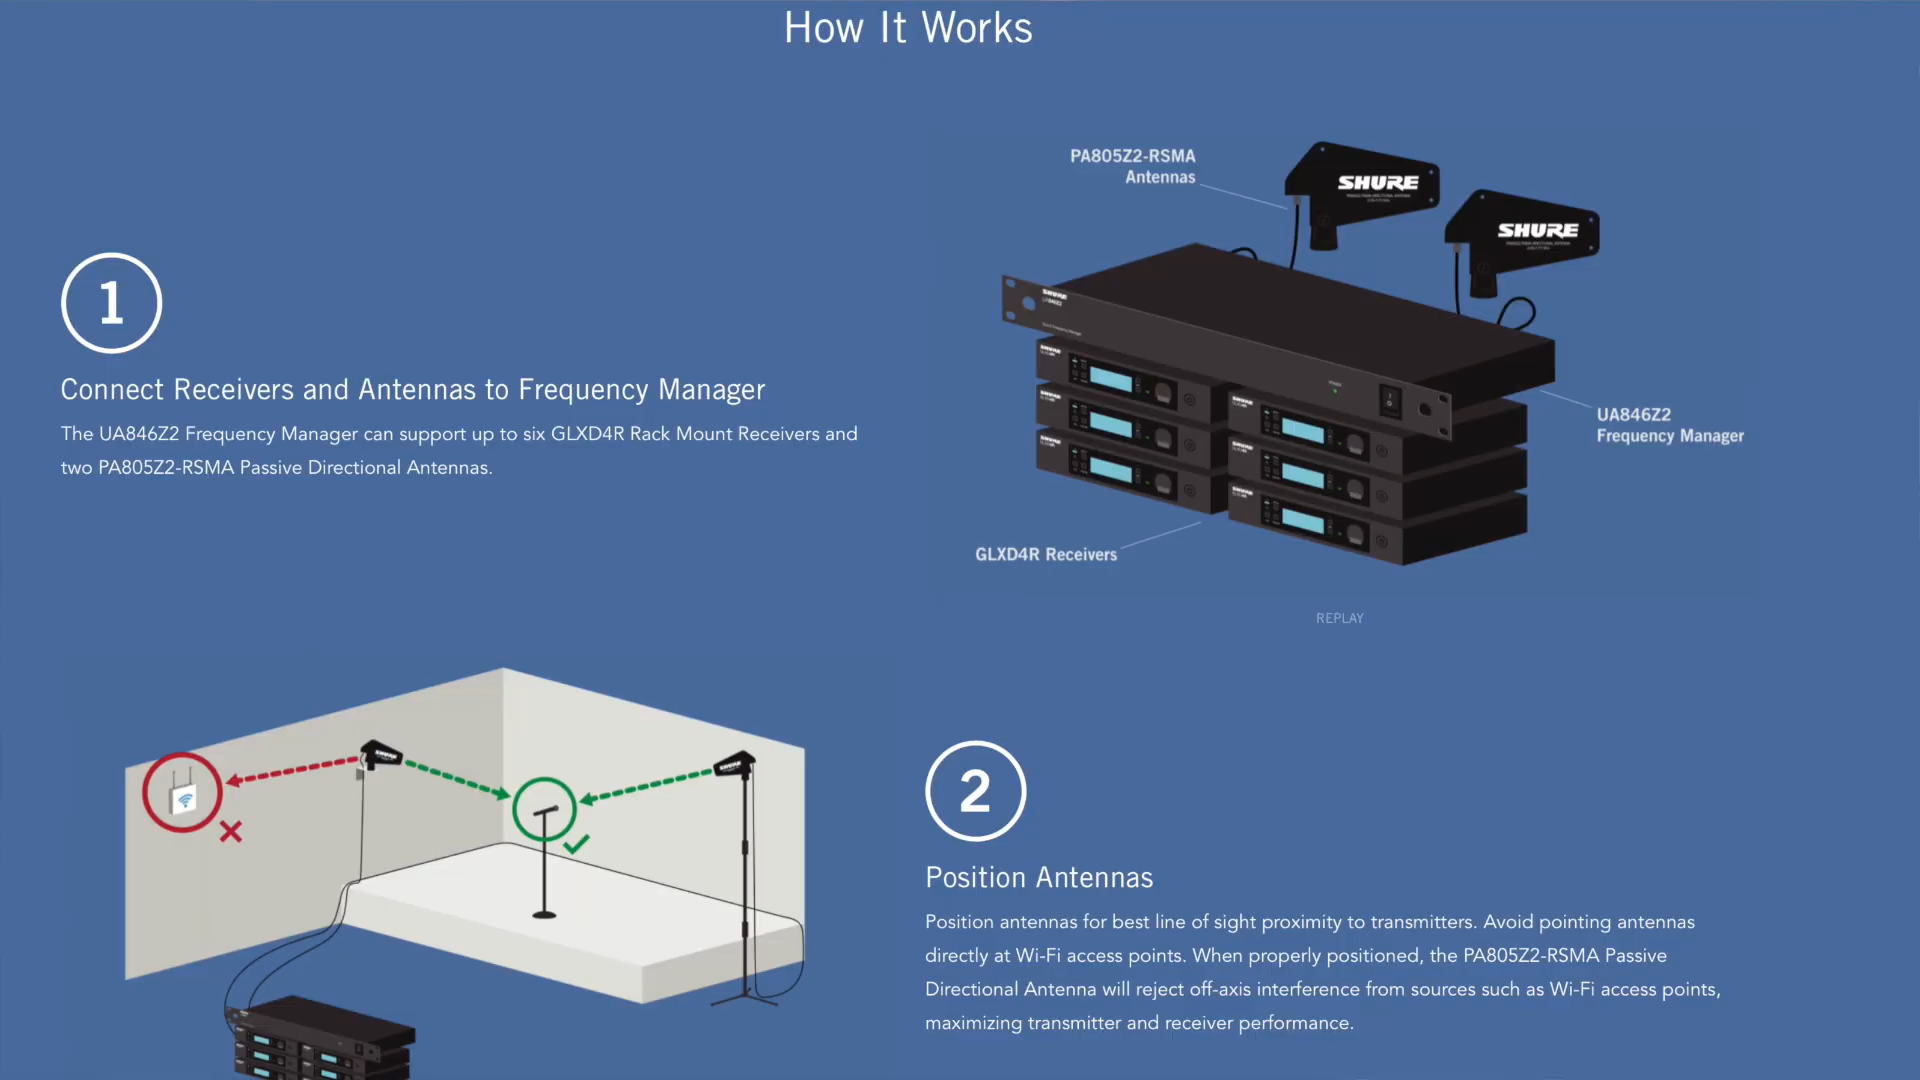 How It Works
PA805Z2-RSMA
Antennas
SHURE
SHURE
1
Connect Receivers and Antennas to Frequency Manager
The UA846Z2 Frequency Manager can support up to six GLXD4R Rack Mount Receivers and
two PA805Z2-RSMA Passive Directional Antennas.
SHURE
UA846Z2
UA846Z2
Frequency Manager
GLXD4R Receivers
REPLAY
SHURE
SHURE
2
Position Antennas
Position antennas for best line of sight proximity to transmitters. Avoid pointing antennas
directly at Wi-Fi access points. When properly positioned, the PA805Z2-RSMA Passive
Directional Antenna will reject off-axis interference from sources such as Wi-Fi access points,
maximizing transmitter and receiver performance.